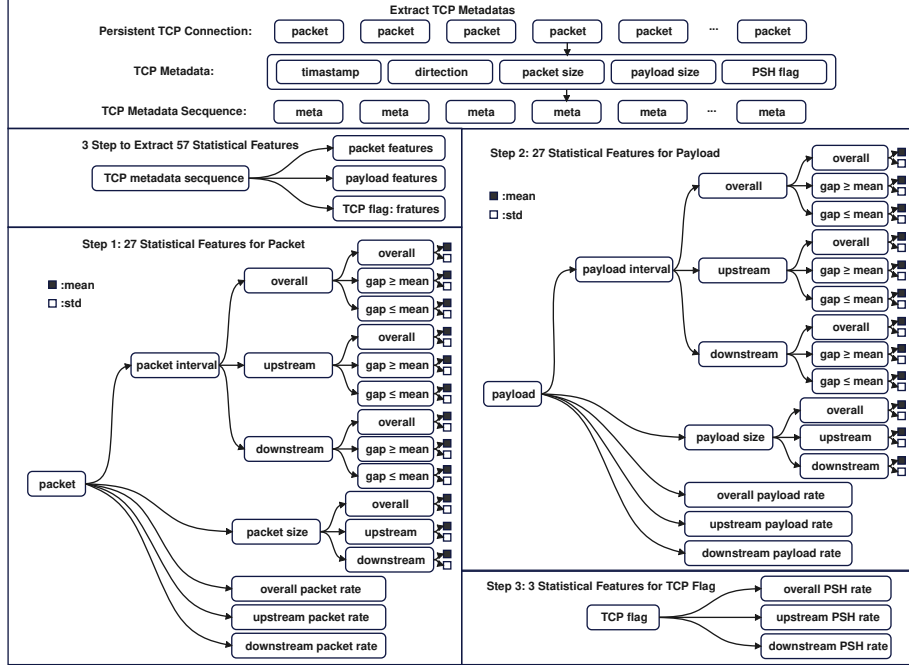 Extract TCP Metadatas
Persistent TCP Connection: packet packet packet packet packet ... packet
TCP Metadata: timastamp dirtection packet size payload size PSH flag
TCP Metadata Secquence: meta meta meta meta meta ... meta
3 Step to Extract 57 Statistical Features
TCP metadata secquence
packet features
payload features
TCP flag: fratures
Step 1: 27 Statistical Features for Packet
:mean
:std
packet
packet interval
overall
overall
gap ≥ mean
gap ≤ mean
upstream
overall
gap ≥ mean
gap ≤ mean
downstream
overall
gap ≥ mean
gap ≤ mean
packet size
overall
upstream
downstream
overall packet rate
upstream packet rate
downstream packet rate
Step 2: 27 Statistical Features for Payload
:mean
:std
payload
payload interval
overall
overall
gap ≥ mean
gap ≤ mean
upstream
overall
gap ≥ mean
gap ≤ mean
downstream
overall
gap ≥ mean
gap ≤ mean
payload size
overall
upstream
downstream
overall payload rate
upstream payload rate
downstream payload rate
Step 3: 3 Statistical Features for TCP Flag
TCP flag
overall PSH rate
upstream PSH rate
downstream PSH rate